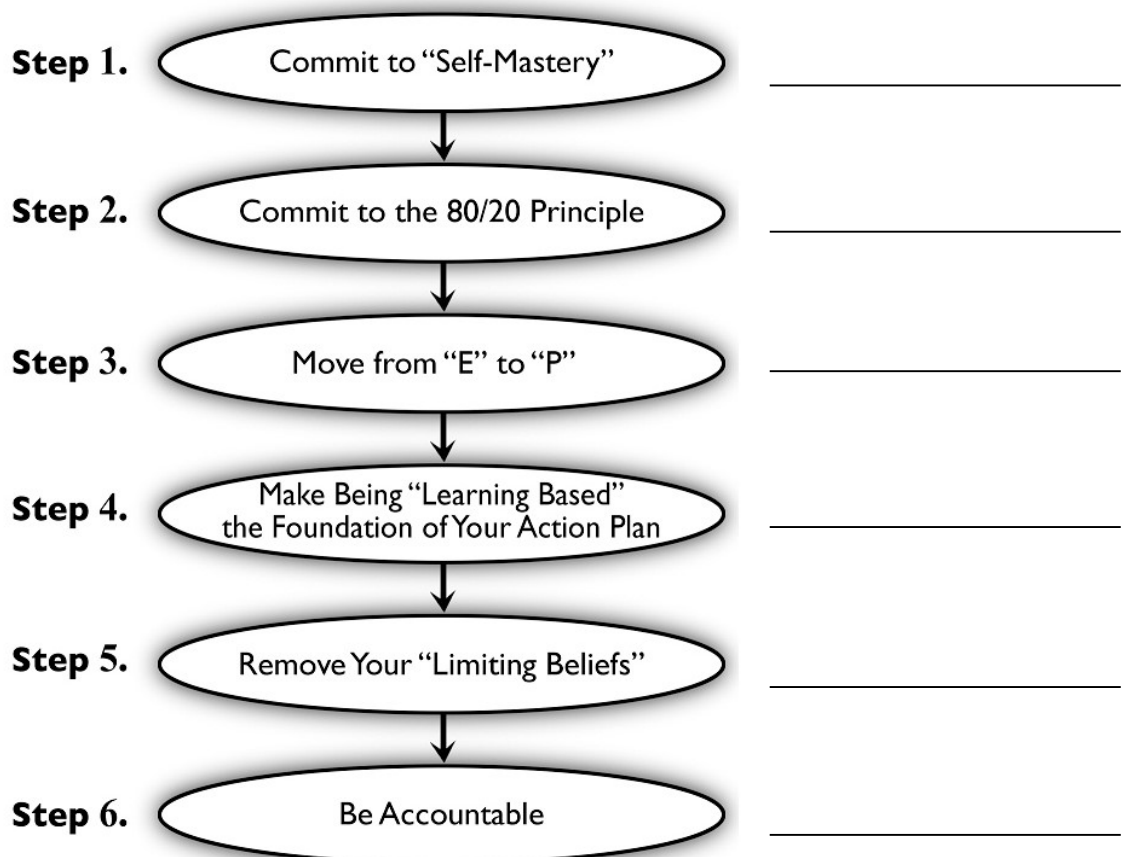 Step 1. Commit to “Self-Mastery”
Step 2. Commit to the 80/20 Principle
Step 3. Move from “E” to “P”
Step 4. Make Being “Learning Based”
the Foundation of Your Action Plan
Step 5. Remove Your “Limiting Beliefs”
Step 6. Be Accountable